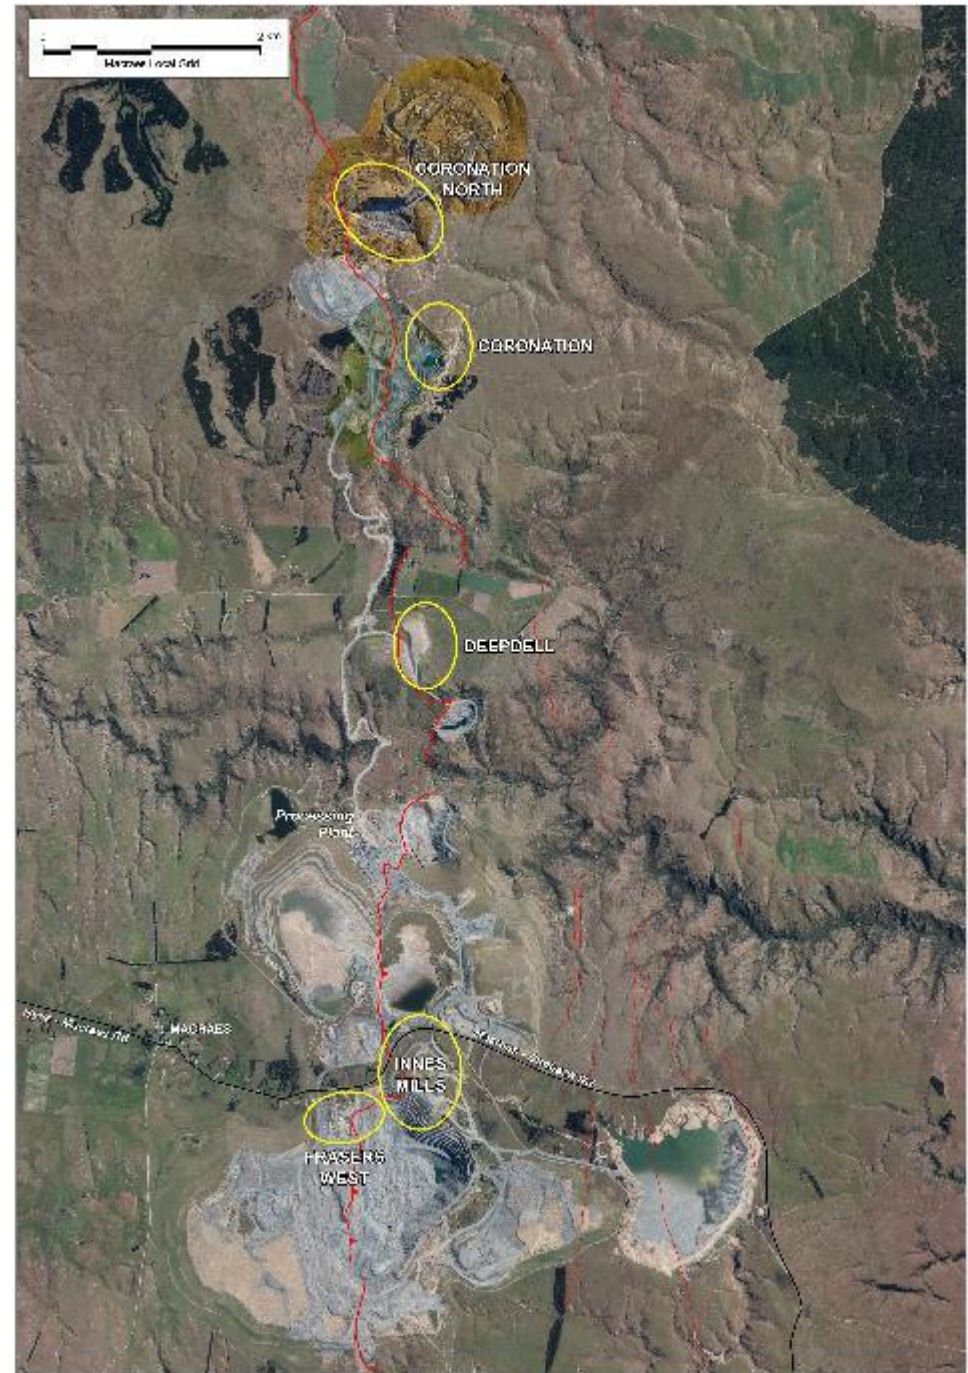 2 km
Macraes Local Grid
CORONATION
NORTH
CORONATION
DEEPDELL
Processing
Plant
MACRAES
INNES
MILLS
FRASERS
WEST